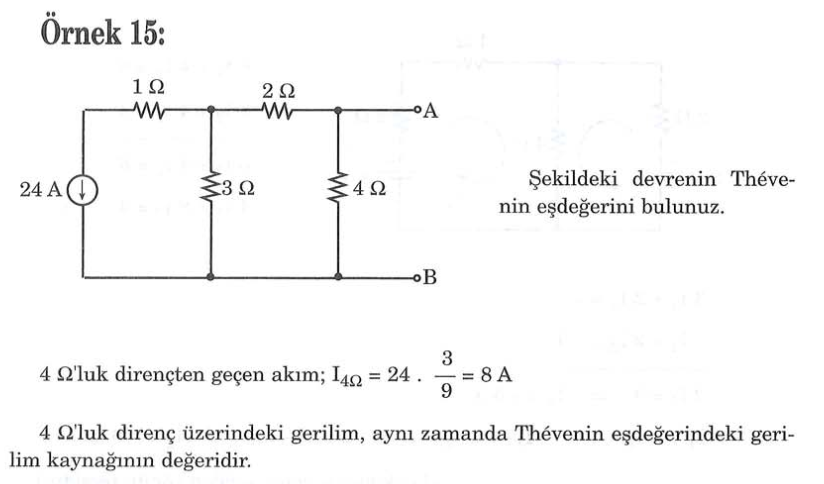 Örnek 15:
1 Ω
2 Ω
A
24 A
3 Ω
4 Ω
Şekildeki devrenin Théve-
nin eşdeğerini bulunuz.
B
4 Ω'luk dirençten geçen akım; I4Ω = 24 . 3/9 = 8 A
4 Ω'luk direnç üzerindeki gerilim, aynı zamanda Thévenin eşdeğerindeki geri-
lim kaynağının değeridir.